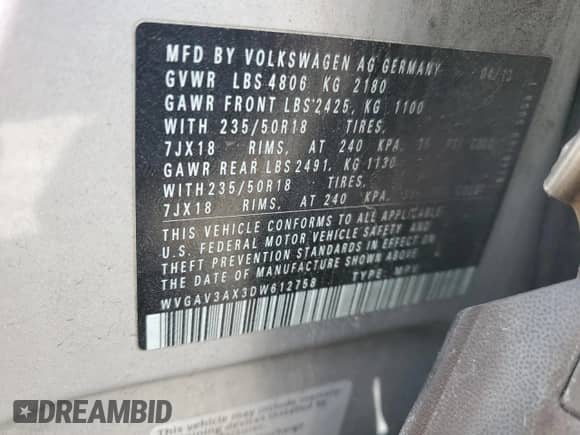 MFD BY VOLKSWAGEN AG GERMANY
GVWR LBS 4806 KG 2180
GAWR FRONT LBS 2425, KG 1100
WITH 235/50R18 TIRES,
7JX18 RIMS, AT 240 KPA,
GAWR REAR LBS 2491, KG 1130
WITH 235/50R18 TIRES,
7JX18 RIMS, AT 240 KPA,
THIS VEHICLE CONFORMS TO ALL APPLICABLE
U.S. FEDERAL MOTOR VEHICLE SAFETY AND
THEFT PREVENTION STANDARDS IN EFFECT ON
THE DATE OF MANUFACTURE SHOWN ABOVE
WVGAV3AX3DW612758 TYPE: MPV
This vehicle may
DREAMBID